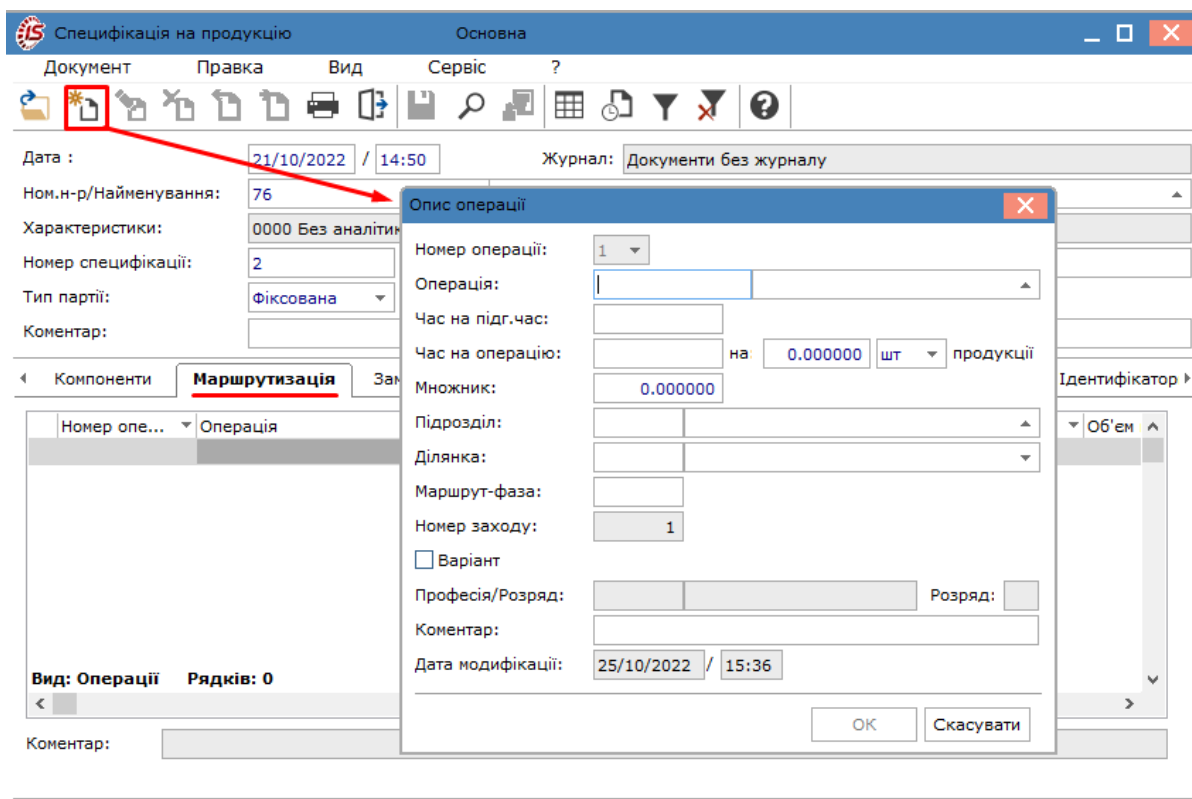 Специфікація на продукцію Основна
Документ Правка Вид Сервіс ?
Дата : 21/10/2022 / 14:50 Журнал: Документи без журналу
Ном.н-р/Найменування: 76
Характеристики: 0000 Без аналітик
Номер специфікації: 2
Тип партії: Фіксована
Коментар:
Компоненти Маршрутизація Зам Ідентифікатор
Номер опе... Операція Об'єм
Вид: Операції Рядків: 0
Коментар:
Опис операції
Номер операції: 1
Операція:
Час на підг.час:
Час на операцію: на 0.000000 шт продукції
Множник: 0.000000
Підрозділ:
Ділянка:
Маршрут-фаза:
Номер заходу: 1
Варіант
Професія/Розряд: Розряд:
Коментар:
Дата модифікації: 25/10/2022 / 15:36
ОК Скасувати